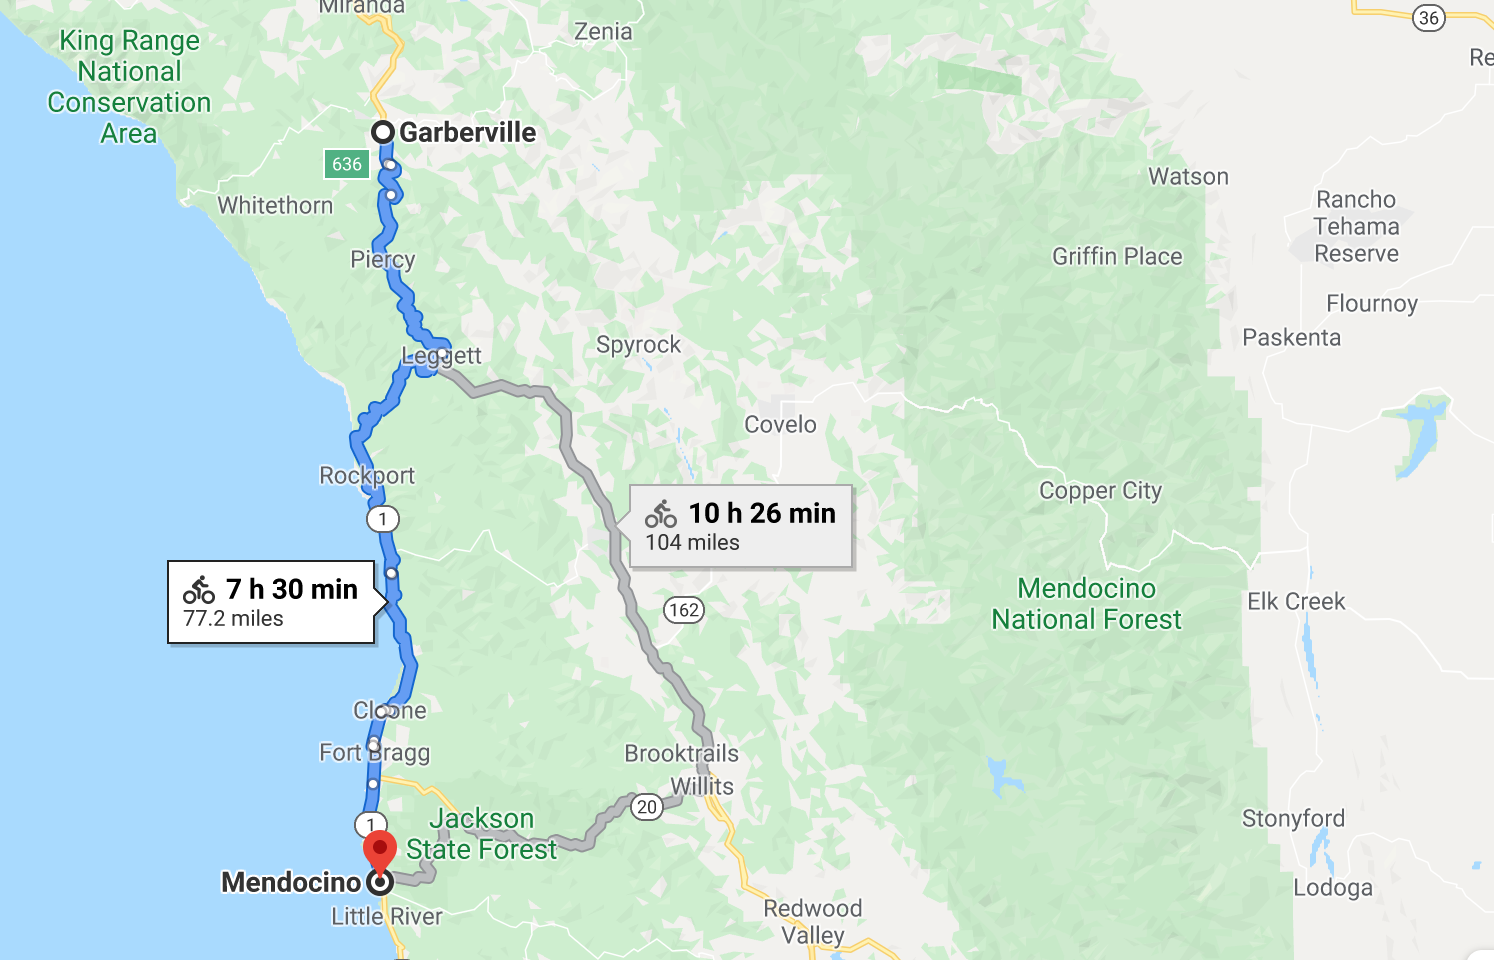 Miranda
36
Zenia
King Range
National
Conservation
Area
Re
Garberville
636
Watson
Whitethorn
Rancho
Tehama
Reserve
Piercy
Griffin Place
Flournoy
Paskenta
Spyrock
Leggett
Covelo
Rockport
Copper City
1
10 h 26 min
104 miles
7 h 30 min
77.2 miles
162
Mendocino
National Forest
Elk Creek
Cleone
Fort Bragg
Brooktrails
Willits
20
Jackson
State Forest
1
Stonyford
Mendocino
Little River
Lodoga
Redwood
Valley